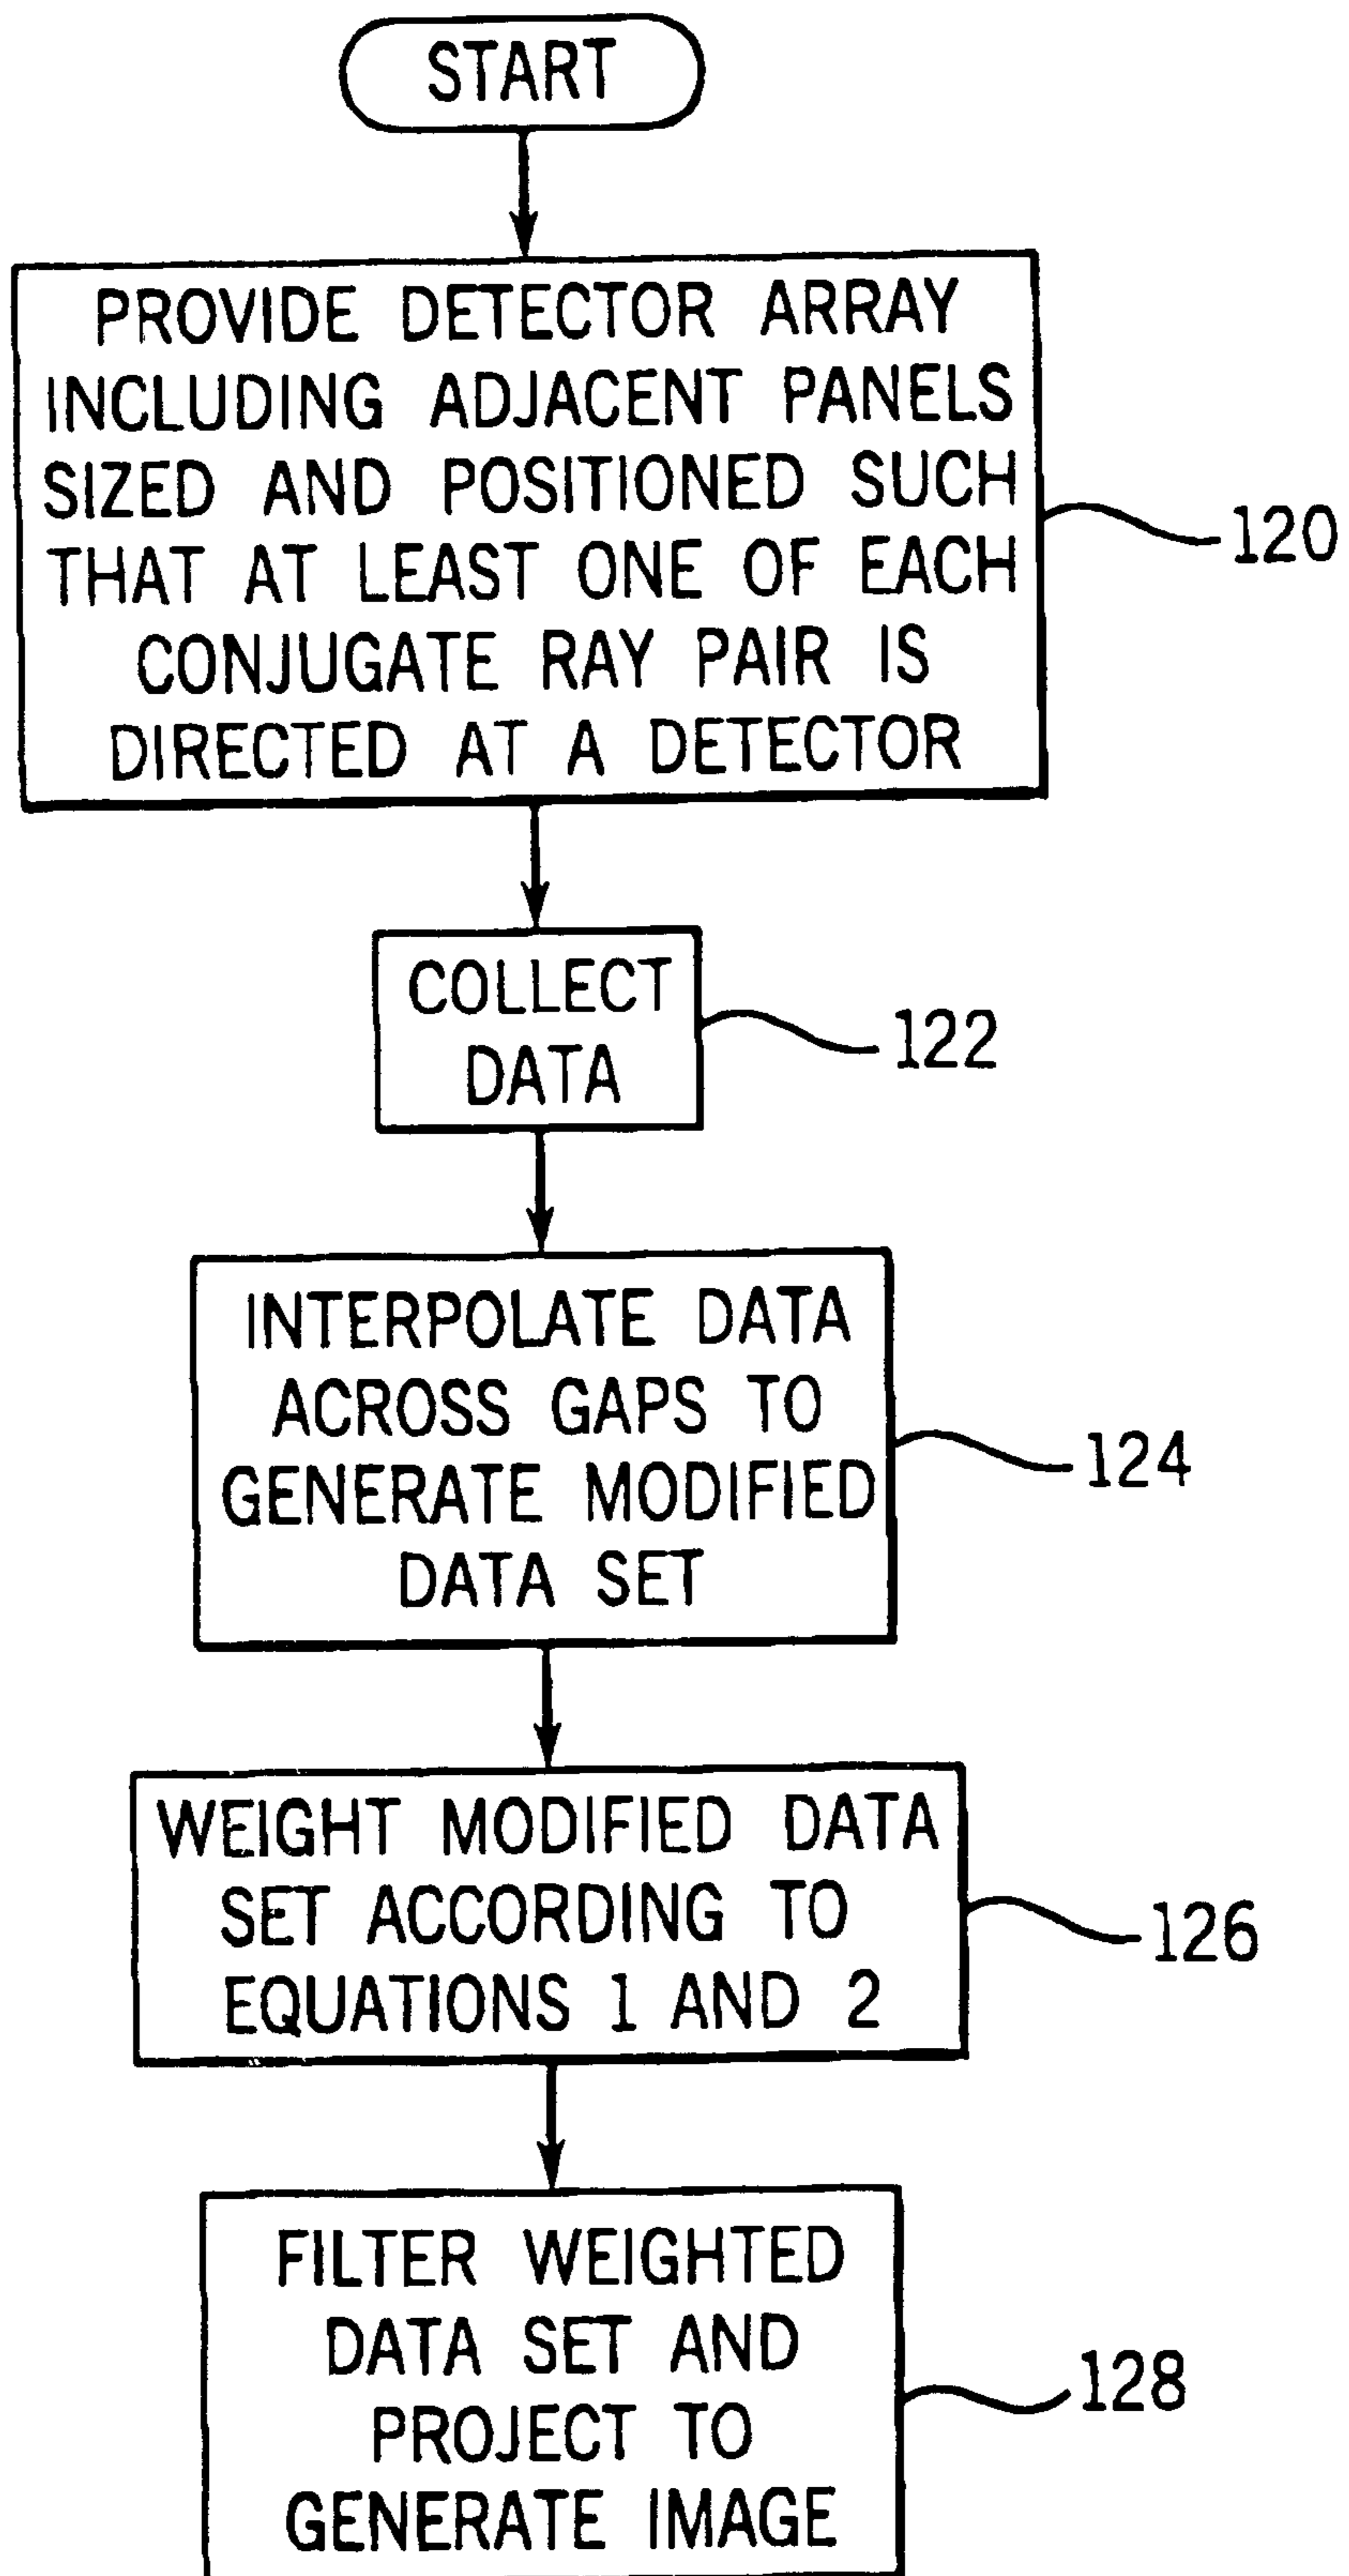 START
PROVIDE DETECTOR ARRAY
INCLUDING ADJACENT PANELS
SIZED AND POSITIONED SUCH
THAT AT LEAST ONE OF EACH
CONJUGATE RAY PAIR IS
DIRECTED AT A DETECTOR
120
COLLECT
DATA
122
INTERPOLATE DATA
ACROSS GAPS TO
GENERATE MODIFIED
DATA SET
124
WEIGHT MODIFIED DATA
SET ACCORDING TO
EQUATIONS 1 AND 2
126
FILTER WEIGHTED
DATA SET AND
PROJECT TO
GENERATE IMAGE
128